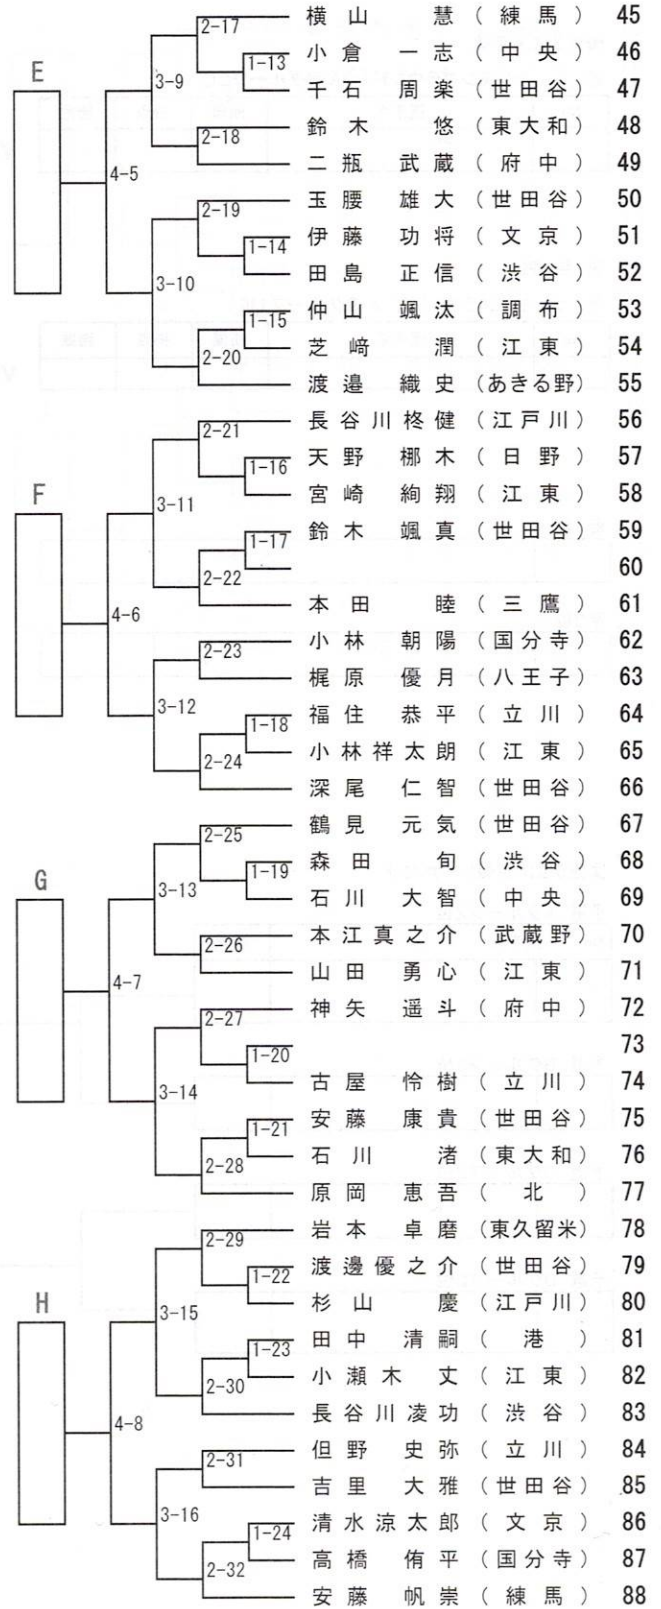 横山 慧 (練馬) 45
2-17
小倉 一志 (中央) 46
1-13
E
3-9
千石 周楽 (世田谷) 47
鈴木 悠 (東大和) 48
2-18
二瓶 武蔵 (府中) 49
4-5
玉腰 雄大 (世田谷) 50
2-19
伊藤 功将 (文京) 51
1-14
田島 正信 (渋谷) 52
3-10
仲山 颯汰 (調布) 53
1-15
芝﨑 潤 (江東) 54
2-20
渡邉 織史 (あきる野) 55
長谷川柊健 (江戸川) 56
2-21
天野 梛木 (日野) 57
1-16
宮崎 絢翔 (江東) 58
F
3-11
鈴木 颯真 (世田谷) 59
1-17
60
2-22
本田 睦 (三鷹) 61
4-6
小林 朝陽 (国分寺) 62
2-23
梶原 優月 (八王子) 63
3-12
福住 恭平 (立川) 64
1-18
小林祥太朗 (江東) 65
2-24
深尾 仁智 (世田谷) 66
鶴見 元気 (世田谷) 67
2-25
森田 旬 (渋谷) 68
1-19
G
3-13
石川 大智 (中央) 69
本江真之介 (武蔵野) 70
2-26
山田 勇心 (江東) 71
4-7
神矢 遥斗 (府中) 72
2-27
73
1-20
古屋 怜樹 (立川) 74
3-14
安藤 康貴 (世田谷) 75
1-21
石川 渚 (東大和) 76
2-28
原岡 恵吾 (北) 77
岩本 卓磨 (東久留米) 78
2-29
渡邊優之介 (世田谷) 79
1-22
H
杉山 慶 (江戸川) 80
3-15
田中 清嗣 (港) 81
1-23
小瀬木 丈 (江東) 82
2-30
長谷川凌功 (渋谷) 83
4-8
但野 史弥 (立川) 84
2-31
吉里 大雅 (世田谷) 85
3-16
清水涼太郎 (文京) 86
1-24
高橋 侑平 (国分寺) 87
2-32
安藤 帆崇 (練馬) 88